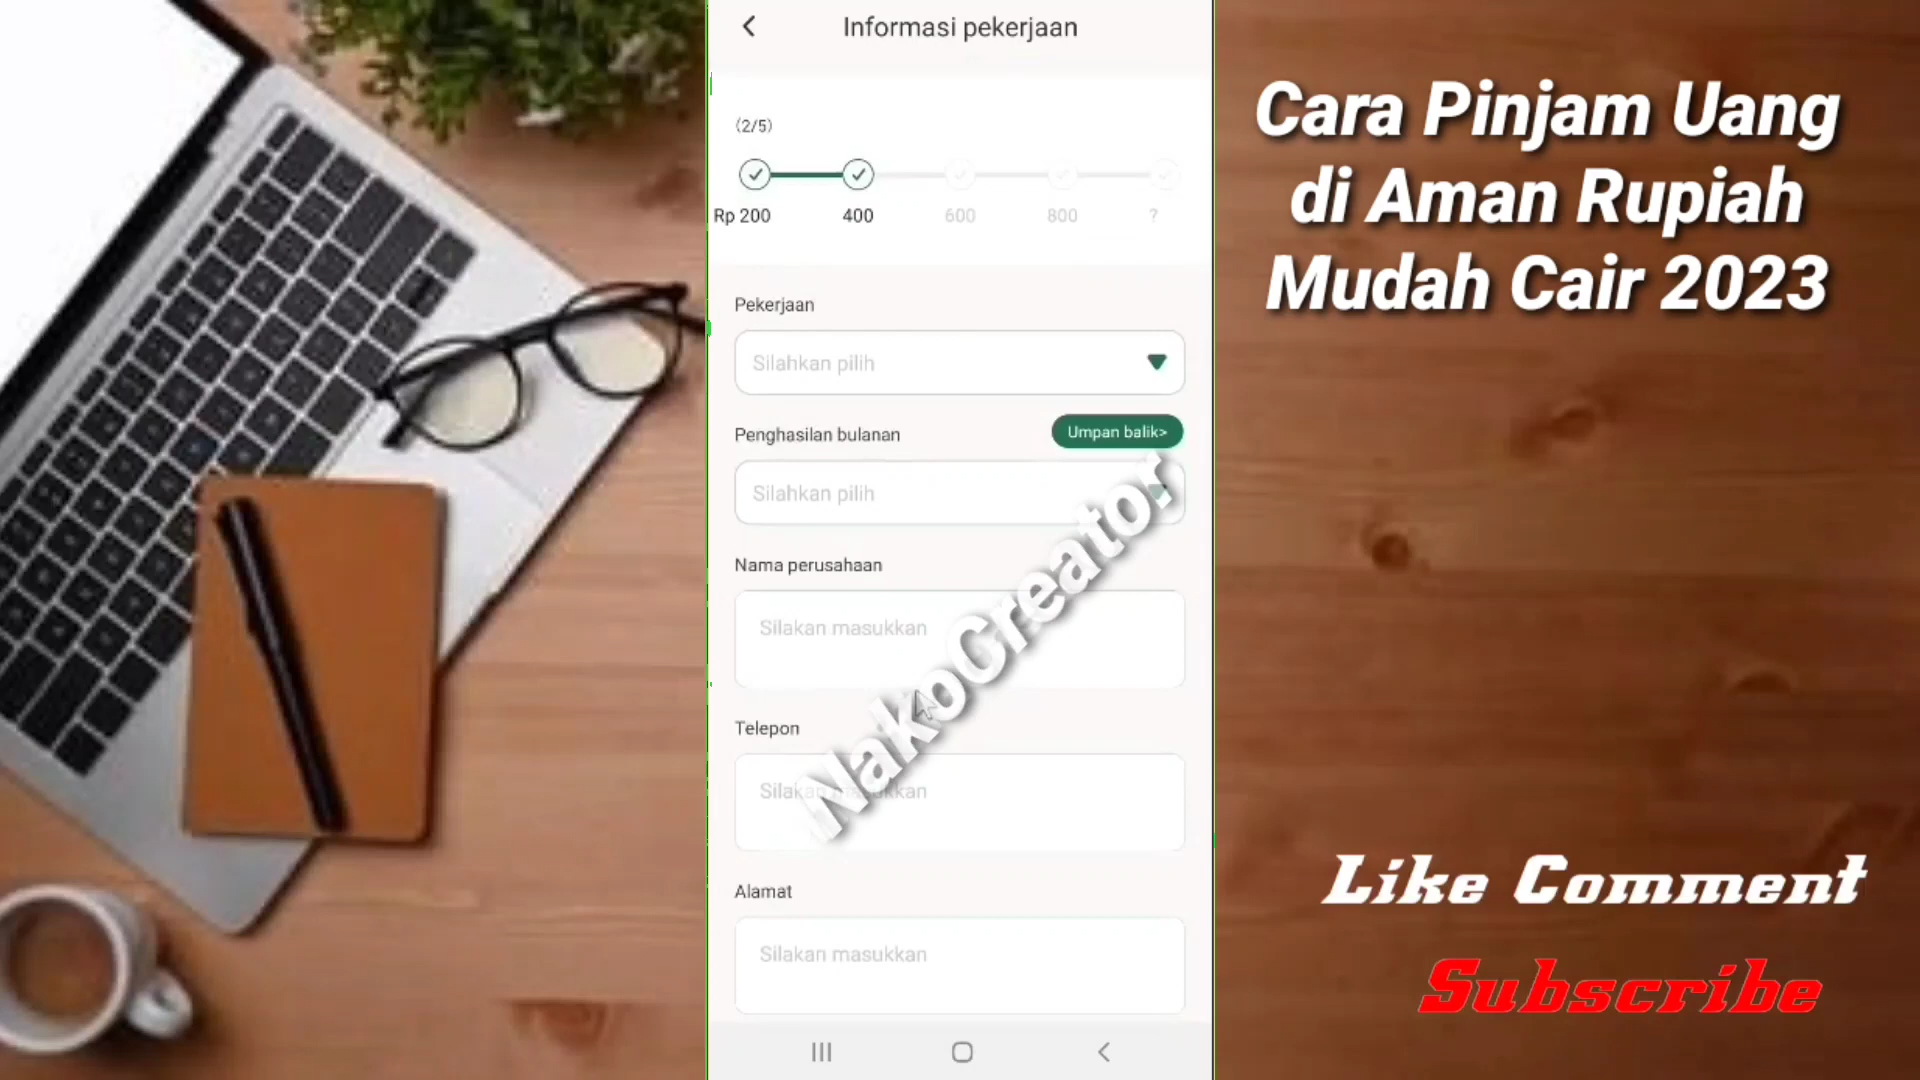 Informasi pekerjaan
(2/5)
Rp 200 400 600 800 ?
Pekerjaan
Silahkan pilih
Penghasilan bulanan
Umpan balik>
Silahkan pilih
Nama perusahaan
Silakan masukkan
Telepon
Silakan masukkan
Alamat
Silakan masukkan
NakoCreator
Cara Pinjam Uang
di Aman Rupiah
Mudah Cair 2023
Like Comment
Subscribe